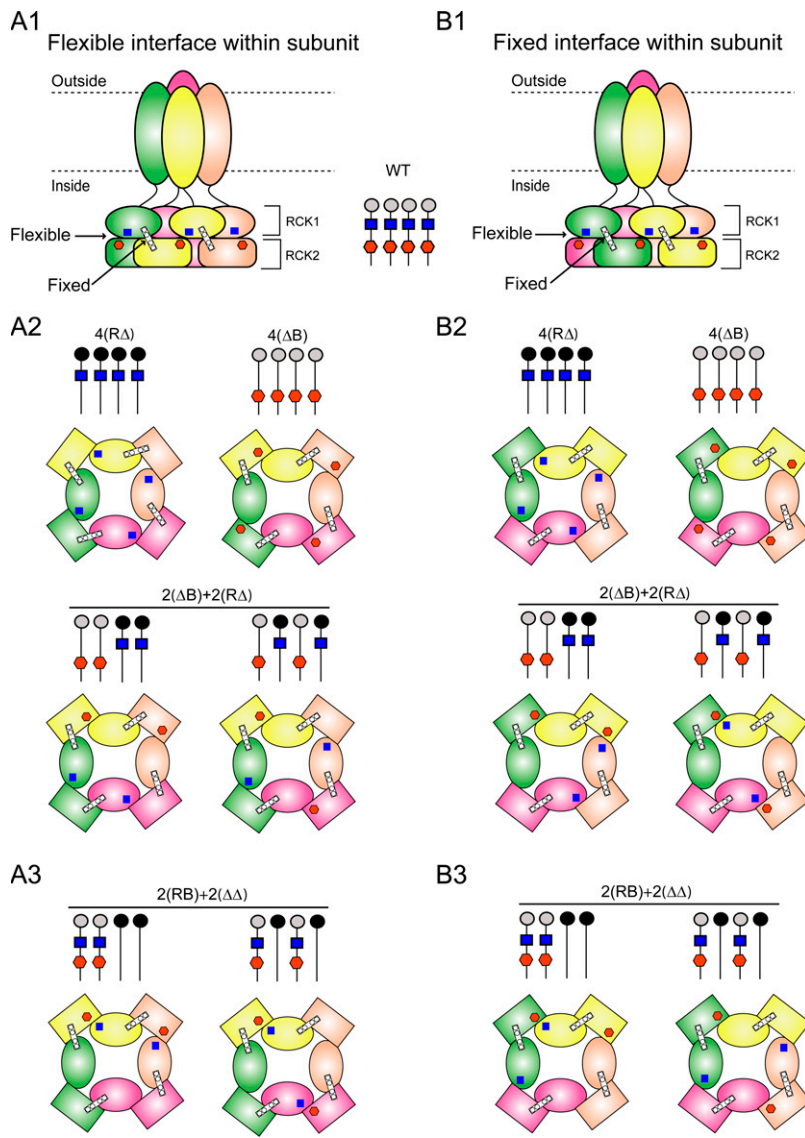 A1
Flexible interface within subunit
Outside
Inside
Flexible
Fixed
RCK1
RCK2
WT
B1
Fixed interface within subunit
Outside
Inside
Flexible
Fixed
RCK1
RCK2
A2
4(RΔ)
4(ΔB)
2(ΔB)+2(RΔ)
B2
4(RΔ)
4(ΔB)
2(ΔB)+2(RΔ)
A3
2(RB)+2(ΔΔ)
B3
2(RB)+2(ΔΔ)